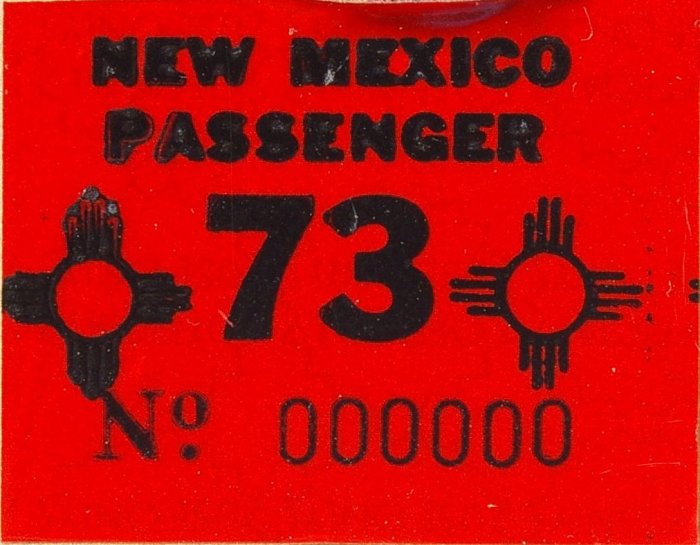 NEW MEXICO
PASSENGER
73
Nº 000000